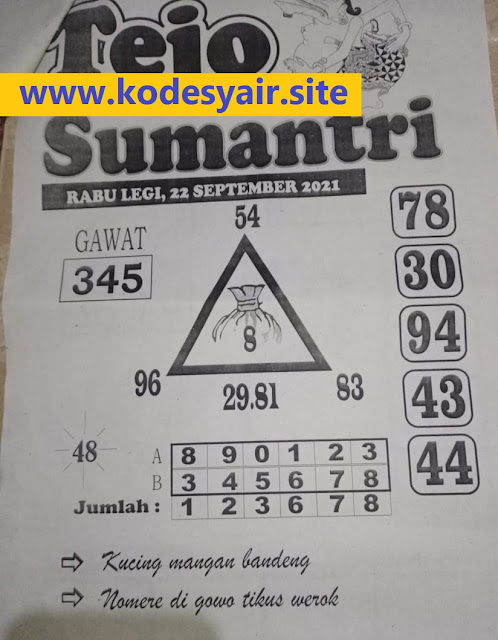 Tejo
www.kodesyair.site
Sumantri
RABU LEGI, 22 SEPTEMBER 2021
GAWAT
345
54
8
96
29.81
83
78
30
94
43
44
48
A 8 9 0 1 2 3
B 3 4 5 6 7 8
Jumlah : 1 2 3 6 7 8
Kucing mangan bandeng
Nomere di gowo tikus werok